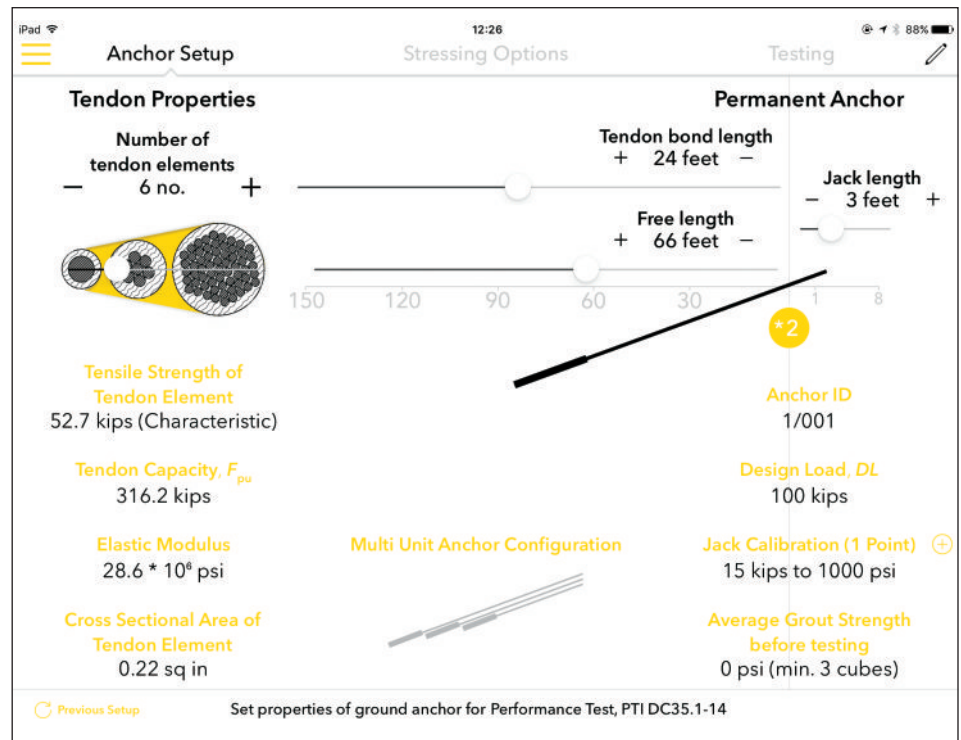 iPad 12:26 88%
Anchor Setup Stressing Options Testing
Tendon Properties
Permanent Anchor
Number of
tendon elements
− 6 no. +
Tendon bond length
+ 24 feet −
Jack length
− 3 feet +
Free length
+ 66 feet −
150 120 90 60 30 1 8
*2
Tensile Strength of
Tendon Element
52.7 kips (Characteristic)
Anchor ID
1/001
Tendon Capacity, Fpu
316.2 kips
Design Load, DL
100 kips
Elastic Modulus
28.6 * 10⁶ psi
Multi Unit Anchor Configuration
Jack Calibration (1 Point) +
15 kips to 1000 psi
Cross Sectional Area of
Tendon Element
0.22 sq in
Average Grout Strength
before testing
0 psi (min. 3 cubes)
Previous Setup
Set properties of ground anchor for Performance Test, PTI DC35.1-14